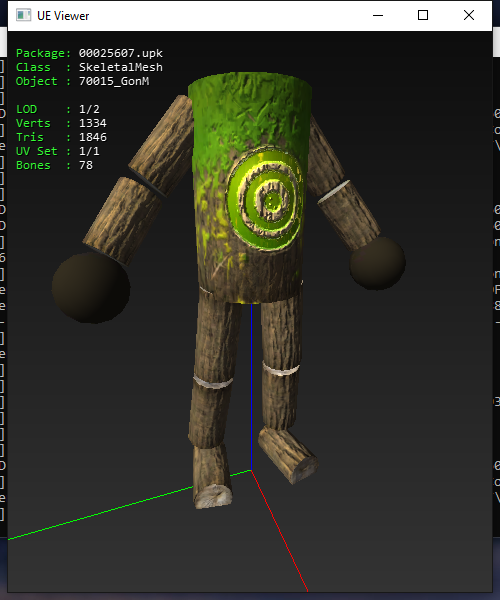 UE Viewer
Package: 00025607.upk
Class : SkeletalMesh
Object : 70015_GonM
LOD : 1/2
Verts : 1334
Tris : 1846
UV Set : 1/1
Bones : 78